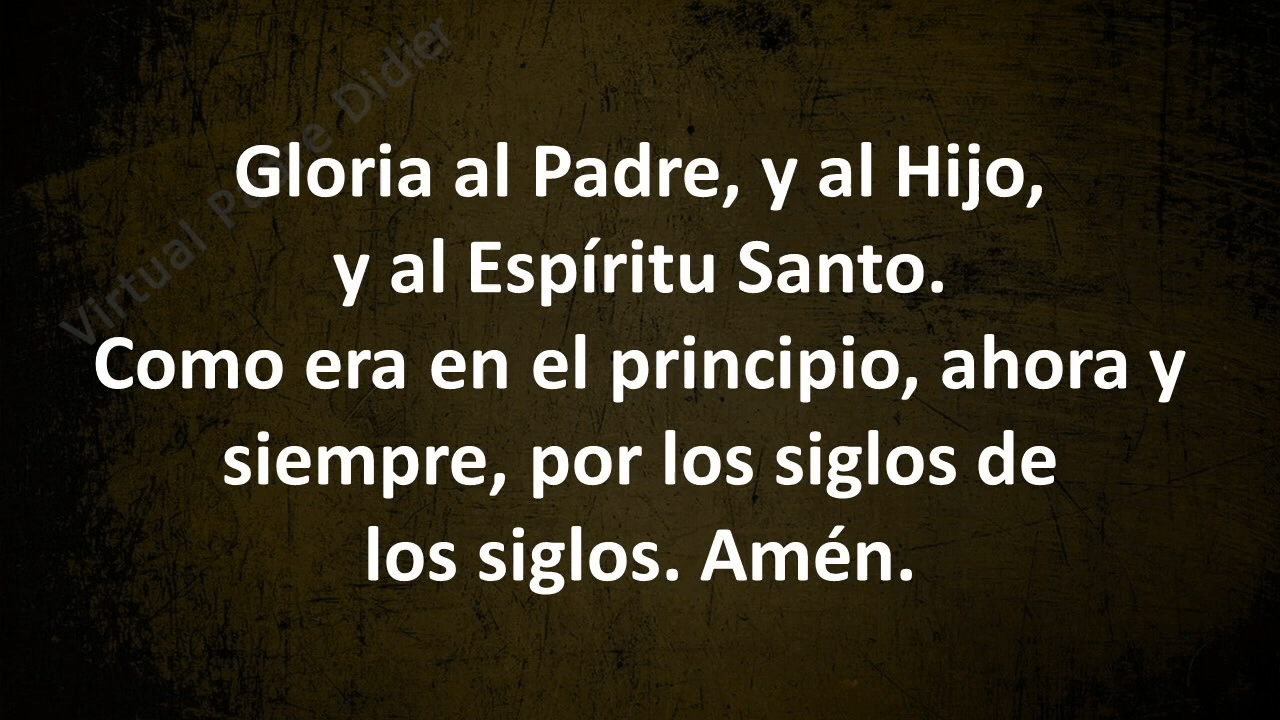 Virtual Padre Didier
Gloria al Padre, y al Hijo,
y al Espíritu Santo.
Como era en el principio, ahora y
siempre, por los siglos de
los siglos. Amén.